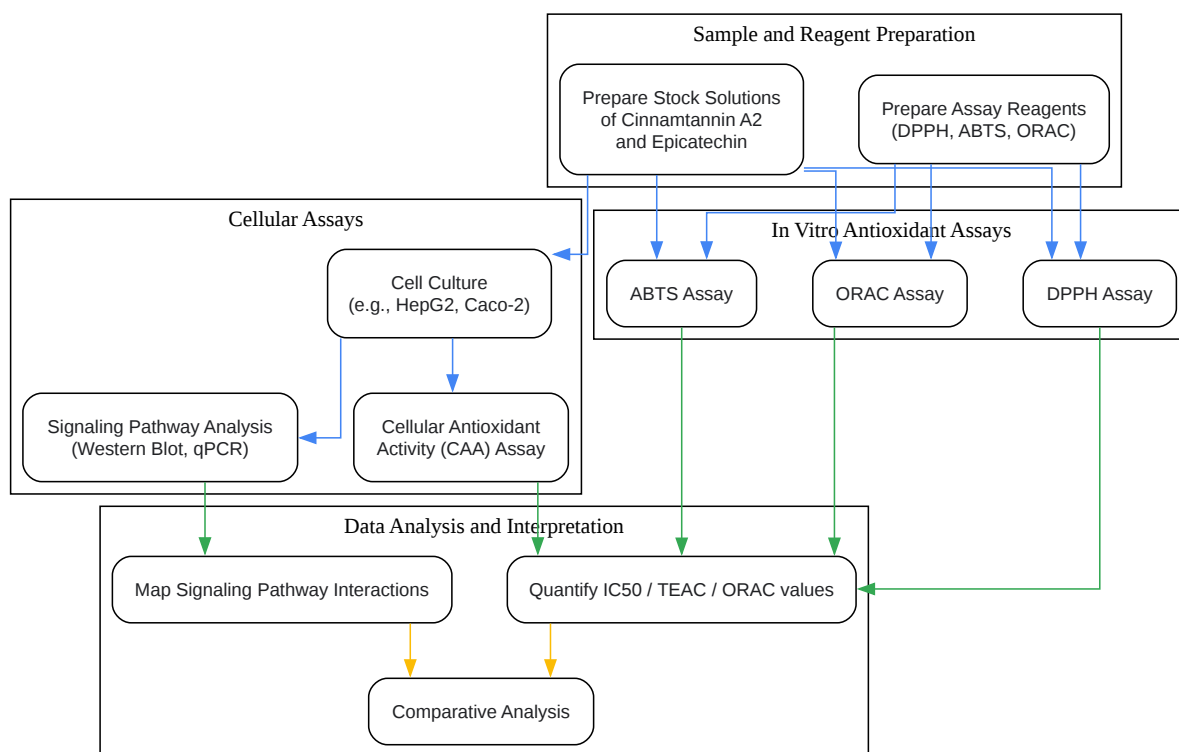 Sample and Reagent Preparation
Prepare Stock Solutions
of Cinnamtannin A2
and Epicatechin
Prepare Assay Reagents
(DPPH, ABTS, ORAC)
Cellular Assays
Cell Culture
(e.g., HepG2, Caco-2)
Signaling Pathway Analysis
(Western Blot, qPCR)
Cellular Antioxidant
Activity (CAA) Assay
In Vitro Antioxidant Assays
ABTS Assay
ORAC Assay
DPPH Assay
Data Analysis and Interpretation
Map Signaling Pathway Interactions
Quantify IC50 / TEAC / ORAC values
Comparative Analysis